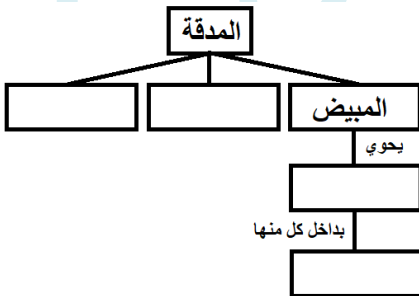 المدقة
المبيض
يحوي
بداخل كل منها